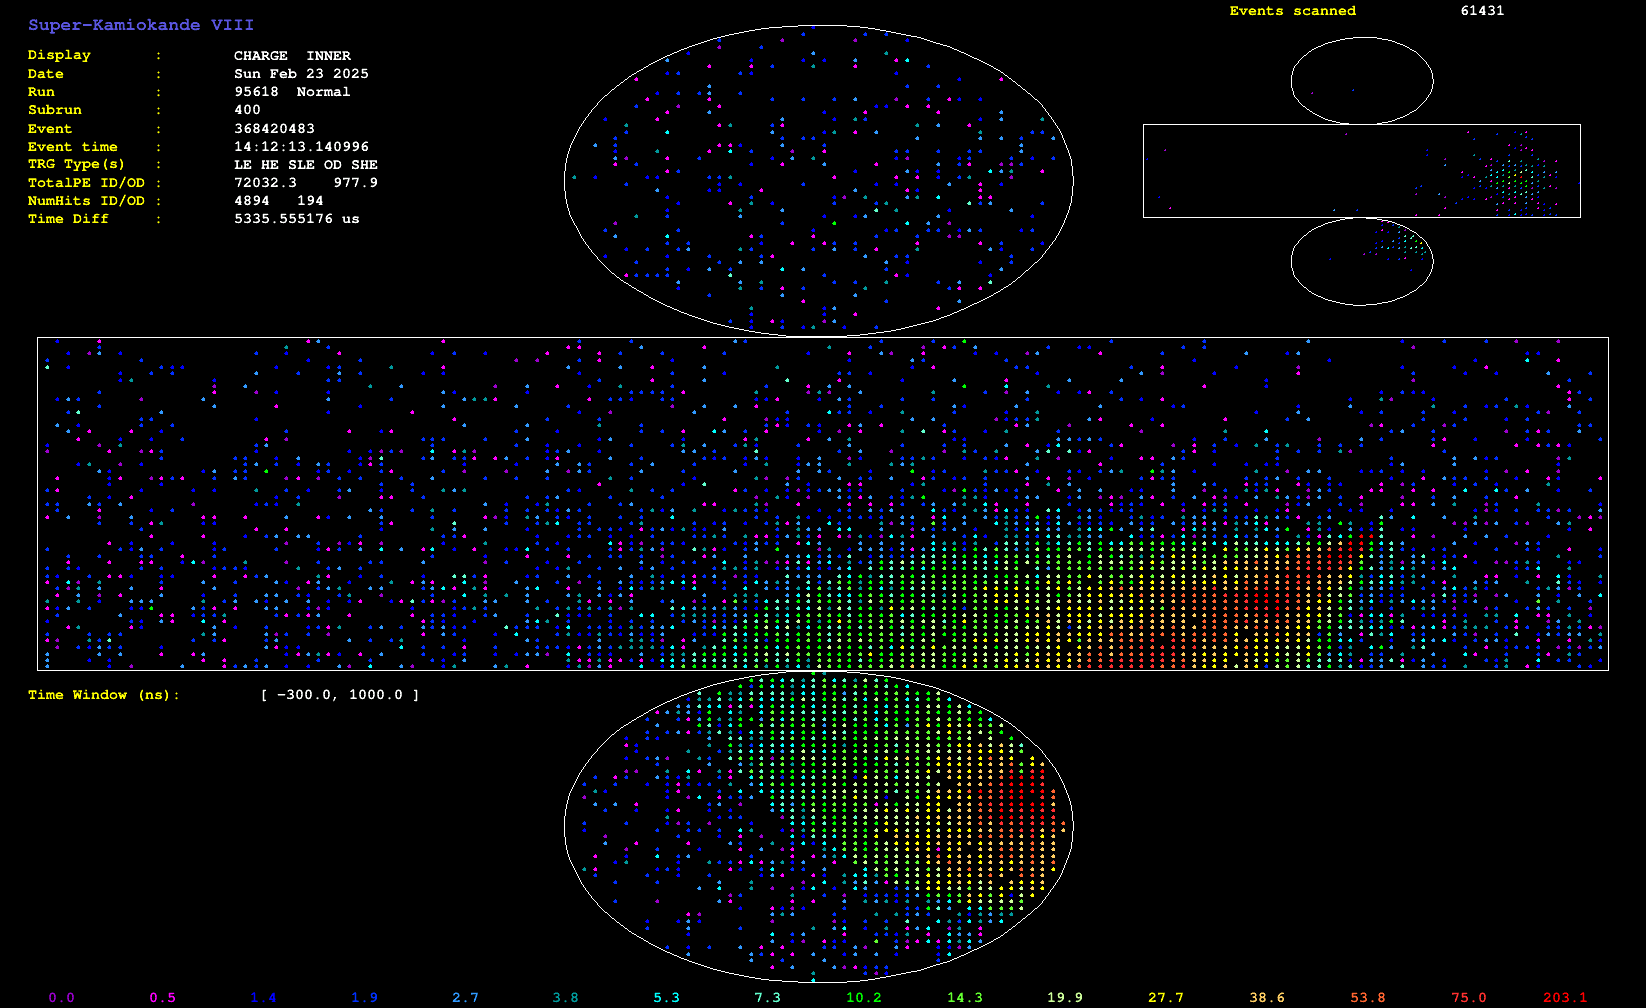 Super-Kamiokande VIII
Events scanned 61431
Display : CHARGE INNER
Date : Sun Feb 23 2025
Run : 95618 Normal
Subrun : 400
Event : 368420483
Event time : 14:12:13.140996
TRG Type(s) : LE HE SLE OD SHE
TotalPE ID/OD : 72032.3 977.9
NumHits ID/OD : 4894 194
Time Diff : 5335.555176 us
Time Window (ns): [ -300.0, 1000.0 ]
0.0 0.5 1.4 1.9 2.7 3.8 5.3 7.3 10.2 14.3 19.9 27.7 38.6 53.8 75.0 203.1